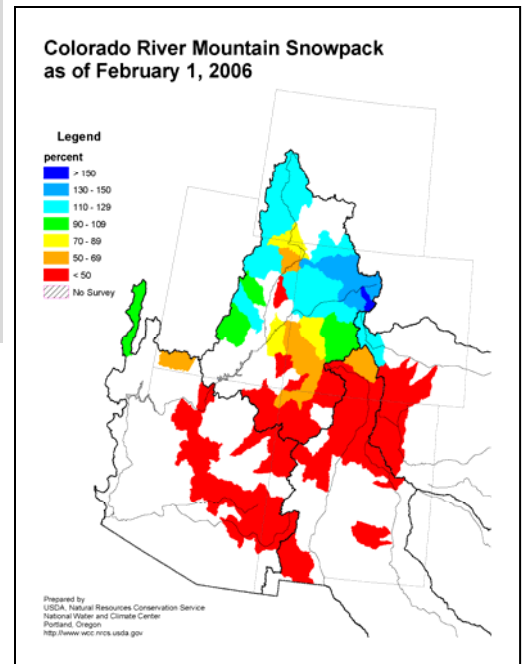 Colorado River Mountain Snowpack
as of February 1, 2006
Legend
percent
> 150
130 - 150
110 - 129
90 - 109
70 - 89
50 - 69
< 50
No Survey
Prepared by
USDA, Natural Resources Conservation Service
National Water and Climate Center
Portland, Oregon
http://www.wcc.nrcs.usda.gov